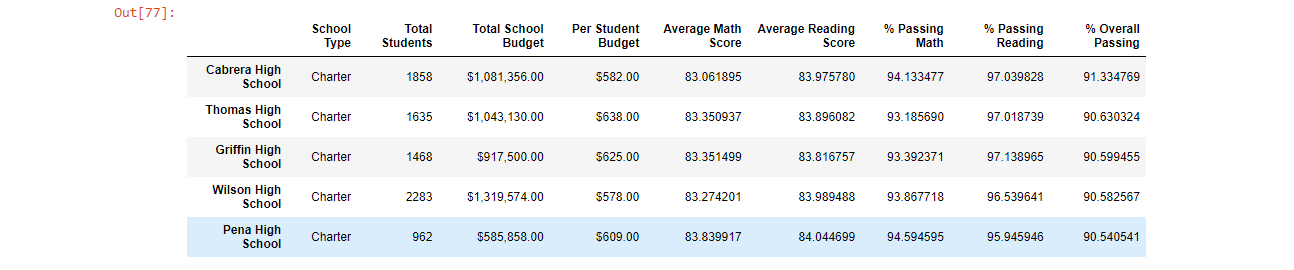 Out[77]:
School Type Total Students Total School Budget Per Student Budget Average Math Score Average Reading Score % Passing Math % Passing Reading % Overall Passing
Cabrera High School Charter 1858 $1,081,356.00 $582.00 83.061895 83.975780 94.133477 97.039828 91.334769
Thomas High School Charter 1635 $1,043,130.00 $638.00 83.350937 83.896082 93.185690 97.018739 90.630324
Griffin High School Charter 1468 $917,500.00 $625.00 83.351499 83.816757 93.392371 97.138965 90.599455
Wilson High School Charter 2283 $1,319,574.00 $578.00 83.274201 83.989488 93.867718 96.539641 90.582567
Pena High School Charter 962 $585,858.00 $609.00 83.839917 84.044699 94.594595 95.945946 90.540541